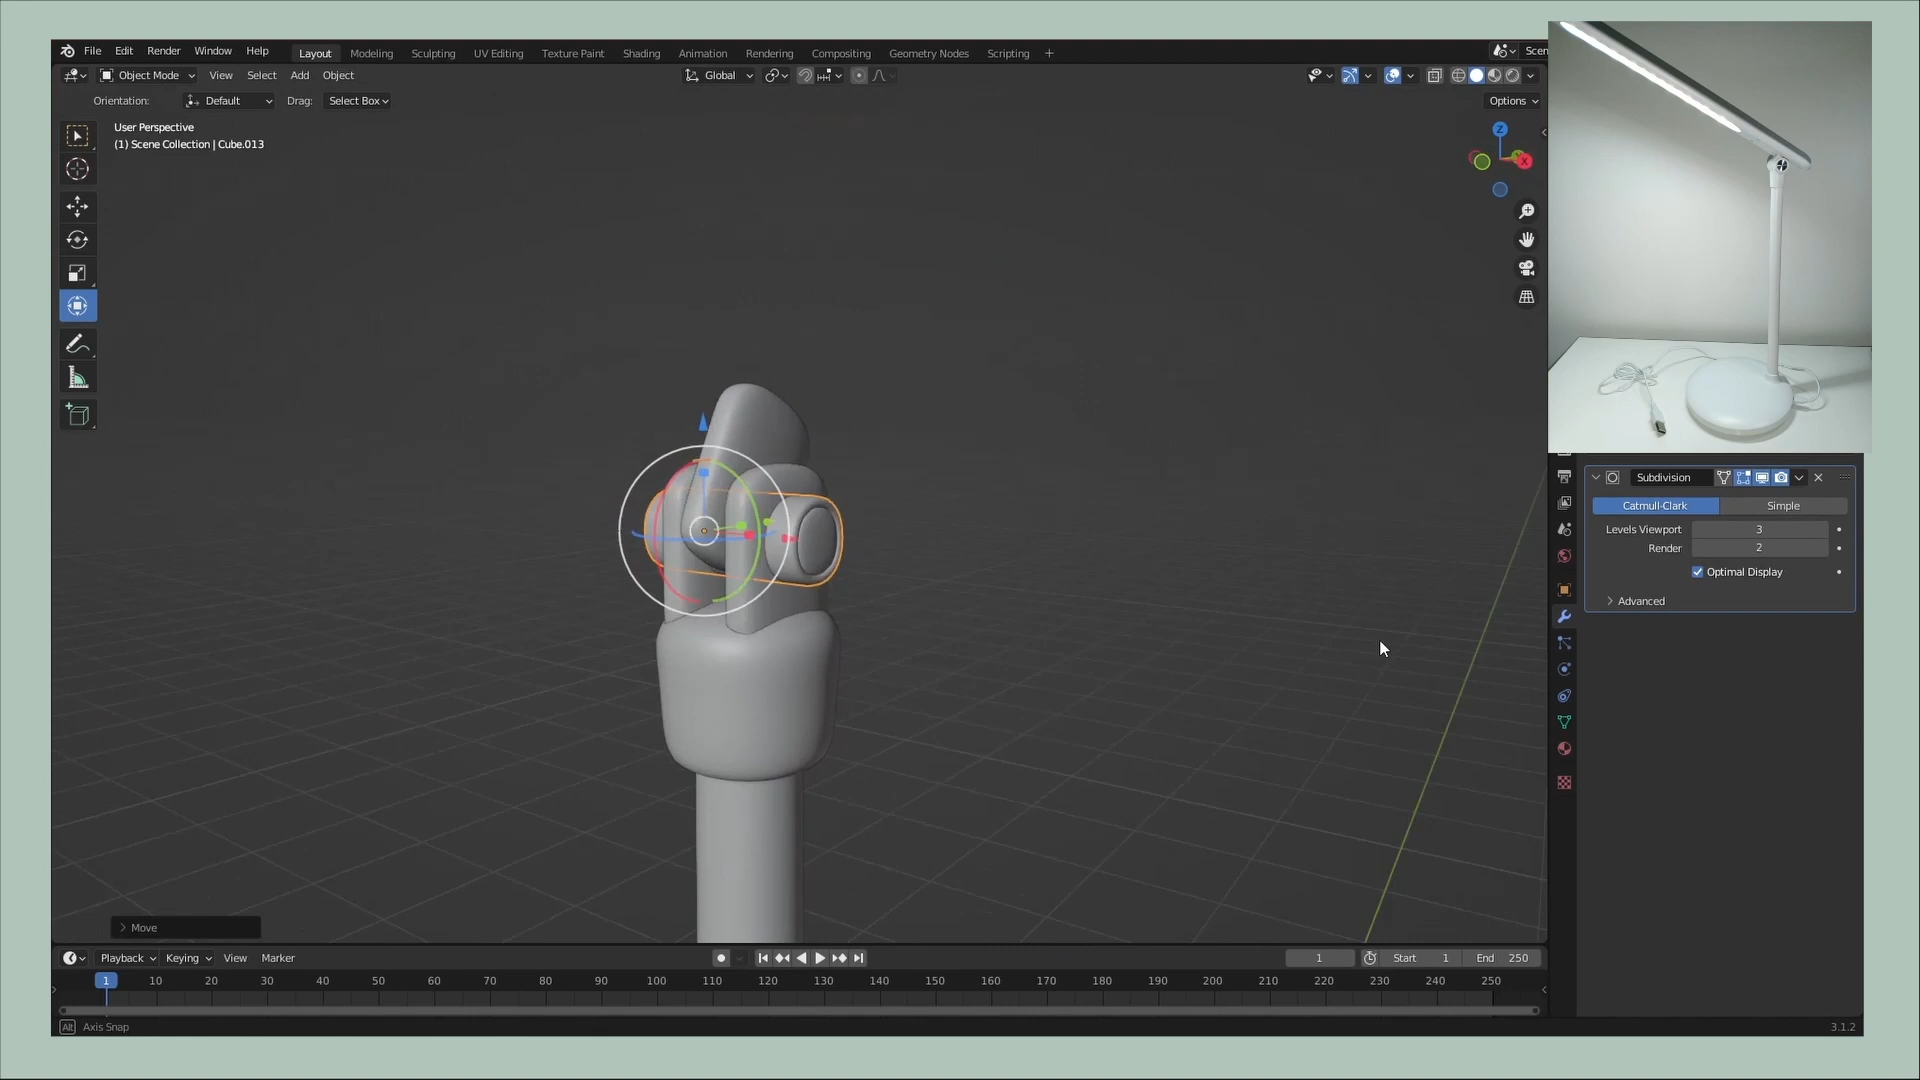 File Edit Render Window Help Layout Modeling Sculpting UV Editing Texture Paint Shading Animation Rendering Compositing Geometry Nodes Scripting + Scen
Object Mode View Select Add Object Global
Orientation: Default Drag: Select Box Options
User Perspective
(1) Scene Collection | Cube.013
Z
X
Subdivision
Catmull-Clark Simple
Levels Viewport 3
Render 2
Optimal Display
Advanced
Move
Playback Keying View Marker 1 Start 1 End 250
1 10 20 30 40 50 60 70 80 90 100 110 120 130 140 150 160 170 180 190 200 210 220 230 240 250
Alt Axis Snap 3.1.2